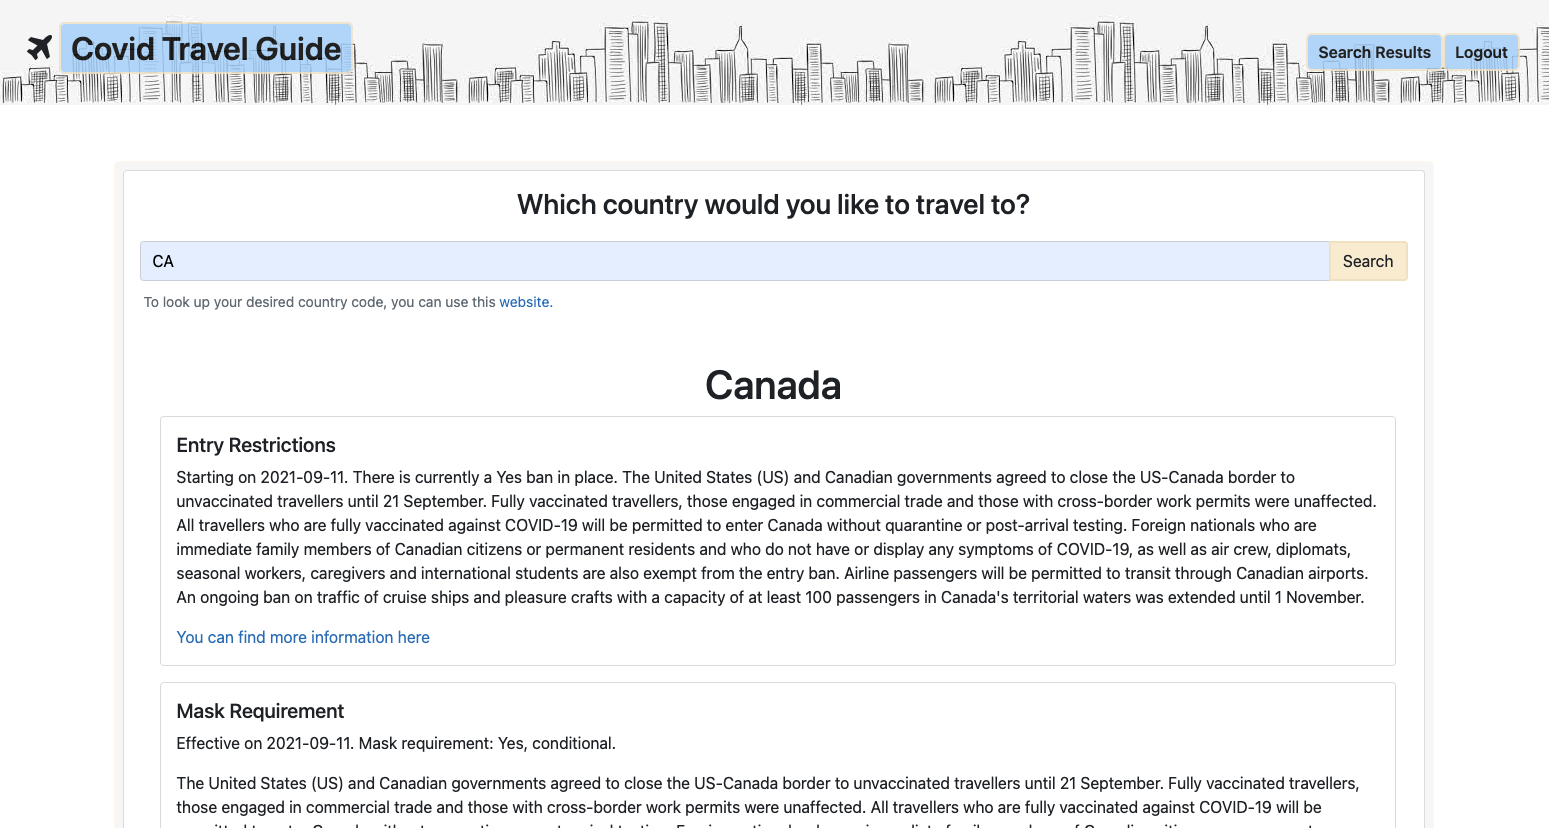 Covid Travel Guide
Search Results
Logout
Which country would you like to travel to?
CA
Search
To look up your desired country code, you can use this website.
Canada
Entry Restrictions
Starting on 2021-09-11. There is currently a Yes ban in place. The United States (US) and Canadian governments agreed to close the US-Canada border to
unvaccinated travellers until 21 September. Fully vaccinated travellers, those engaged in commercial trade and those with cross-border work permits were unaffected.
All travellers who are fully vaccinated against COVID-19 will be permitted to enter Canada without quarantine or post-arrival testing. Foreign nationals who are
immediate family members of Canadian citizens or permanent residents and who do not have or display any symptoms of COVID-19, as well as air crew, diplomats,
seasonal workers, caregivers and international students are also exempt from the entry ban. Airline passengers will be permitted to transit through Canadian airports.
An ongoing ban on traffic of cruise ships and pleasure crafts with a capacity of at least 100 passengers in Canada's territorial waters was extended until 1 November.
You can find more information here
Mask Requirement
Effective on 2021-09-11. Mask requirement: Yes, conditional.
The United States (US) and Canadian governments agreed to close the US-Canada border to unvaccinated travellers until 21 September. Fully vaccinated travellers,
those engaged in commercial trade and those with cross-border work permits were unaffected. All travellers who are fully vaccinated against COVID-19 will be